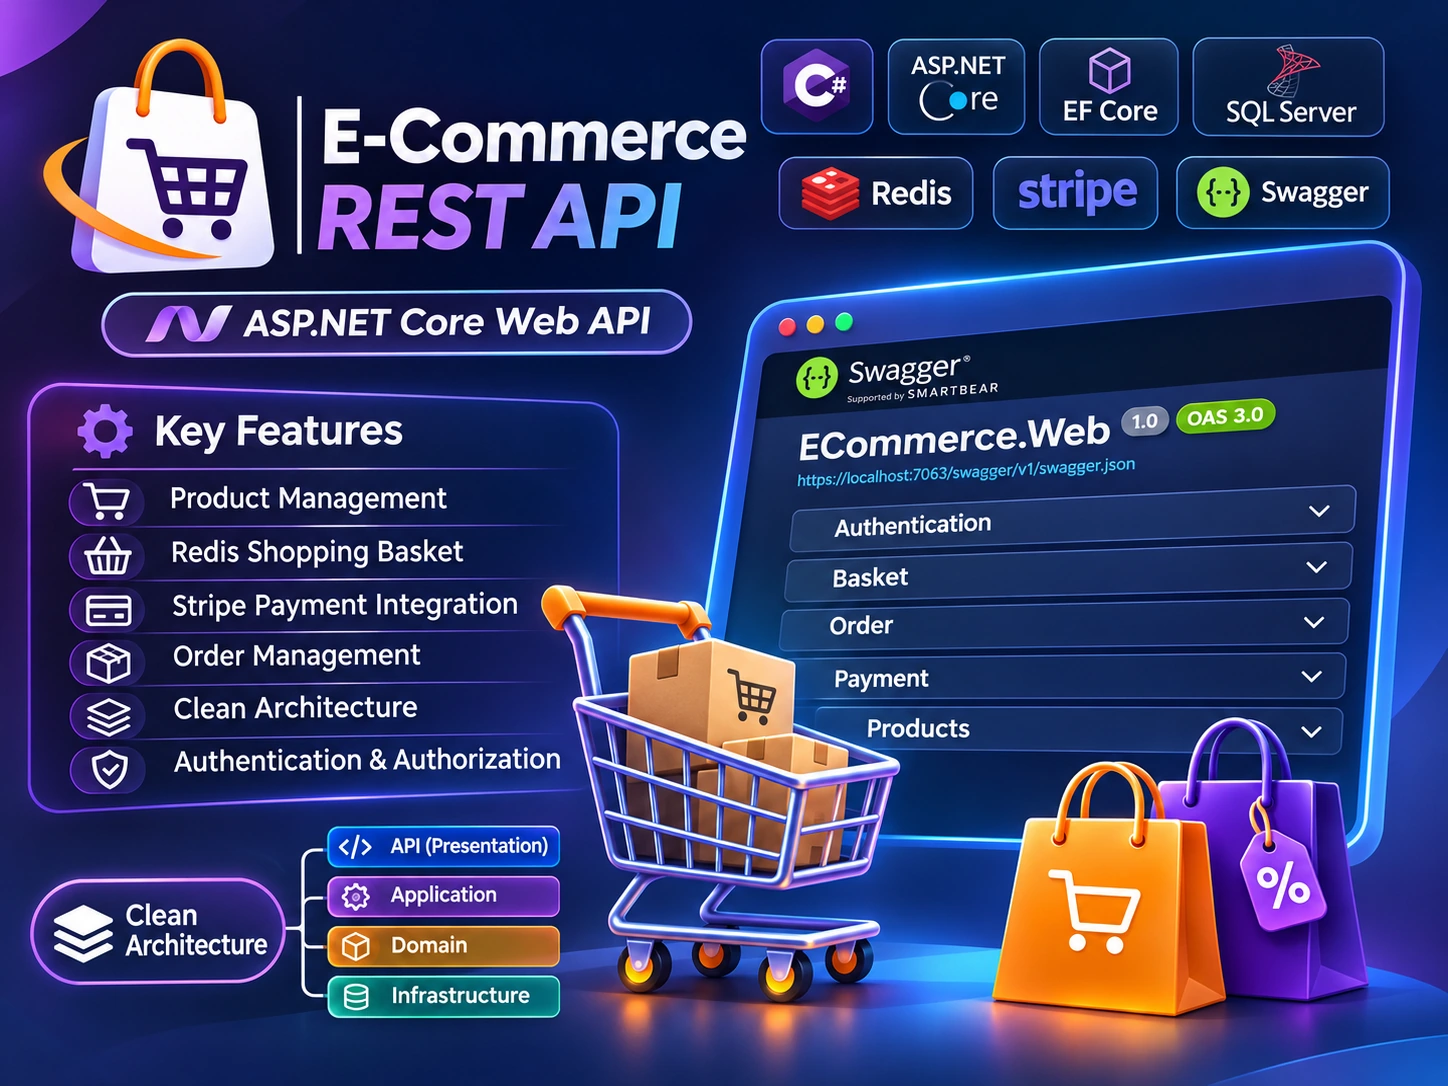 E-Commerce
REST API
ASP.NET Core Web API
C#
ASP.NET
Core
EF Core
SQL Server
Redis
stripe
{··} Swagger
Key Features
Product Management
Redis Shopping Basket
Stripe Payment Integration
Order Management
Clean Architecture
Authentication & Authorization
{··} Swagger®
Supported by SMARTBEAR
ECommerce.Web 1.0 OAS 3.0
https://localhost:7063/swagger/v1/swagger.json
Authentication
Basket
Order
Payment
Products
%
Clean
Architecture
</> API (Presentation)
Application
Domain
Infrastructure